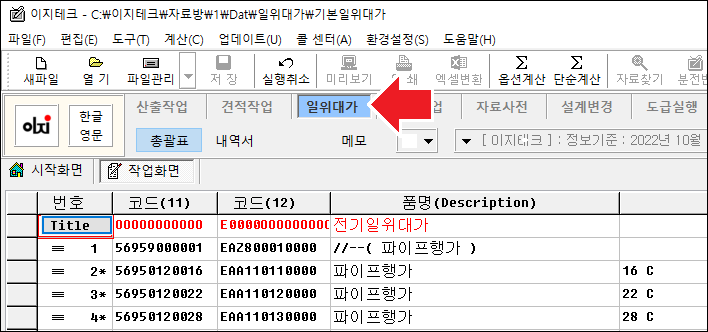 이지테크 - C:₩이지테크₩자료방₩1₩Dat₩일위대가₩기본일위대가
파일(F) 편집(E) 도구(T) 계산(C) 업데이트(U) 콜 센터(A) 환경설정(S) 도움말(H)
새파일 열 기 파일관리 저 장 실행취소 미리보기 쇄 엑셀변환 옵션계산 단순계산 자료찾기 분전반
이지 한글 영문
산출작업 견적작업 일위대가 업 자료사전 설계변경 도급실행
총괄표 내역서 메모 [ 이지테크 ] : 정보기준 : 2022년 10월
시작화면 작업화면
번호 코드(11) 코드(12) 품명(Description)
Title 00000000000 E0000000000000 전기일위대가
1 56959000001 EAZ800010000 //--( 파이프행가 )
2* 56950120016 EAA110110000 파이프행가 16 C
3* 56950120022 EAA110120000 파이프행가 22 C
4* 56950120028 EAA110130000 파이프행가 28 C